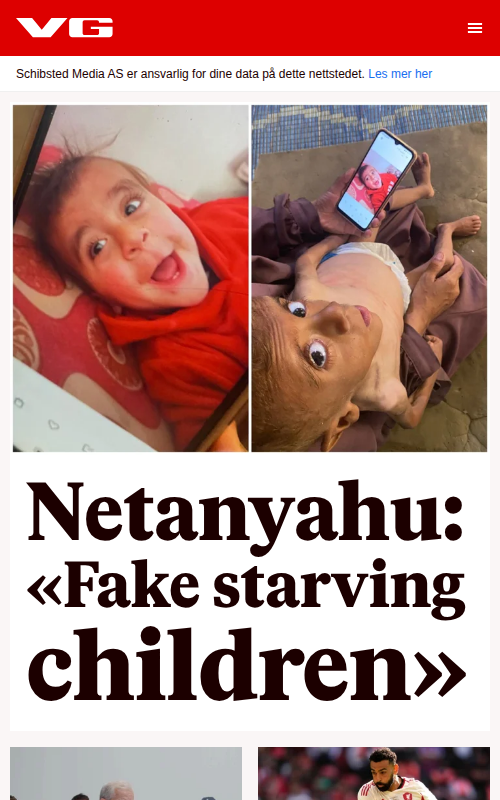 VG
Schibsted Media AS er ansvarlig for dine data på dette nettstedet. Les mer her
Netanyahu:
«Fake starving
children»